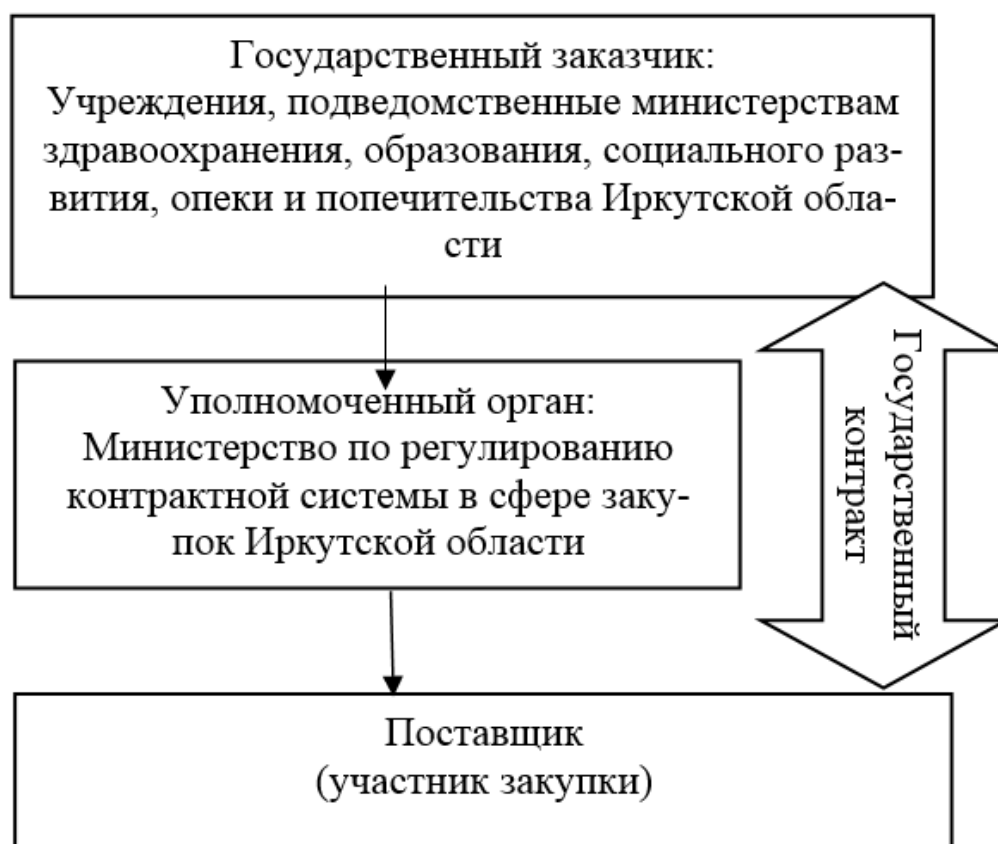 Государственный заказчик:
Учреждения, подведомственные министерствам
здравоохранения, образования, социального раз-
вития, опеки и попечительства Иркутской обла-
сти
Уполномоченный орган:
Министерство по регулированию
контрактной системы в сфере заку-
пок Иркутской области
Государственный
контракт
Поставщик
(участник закупки)